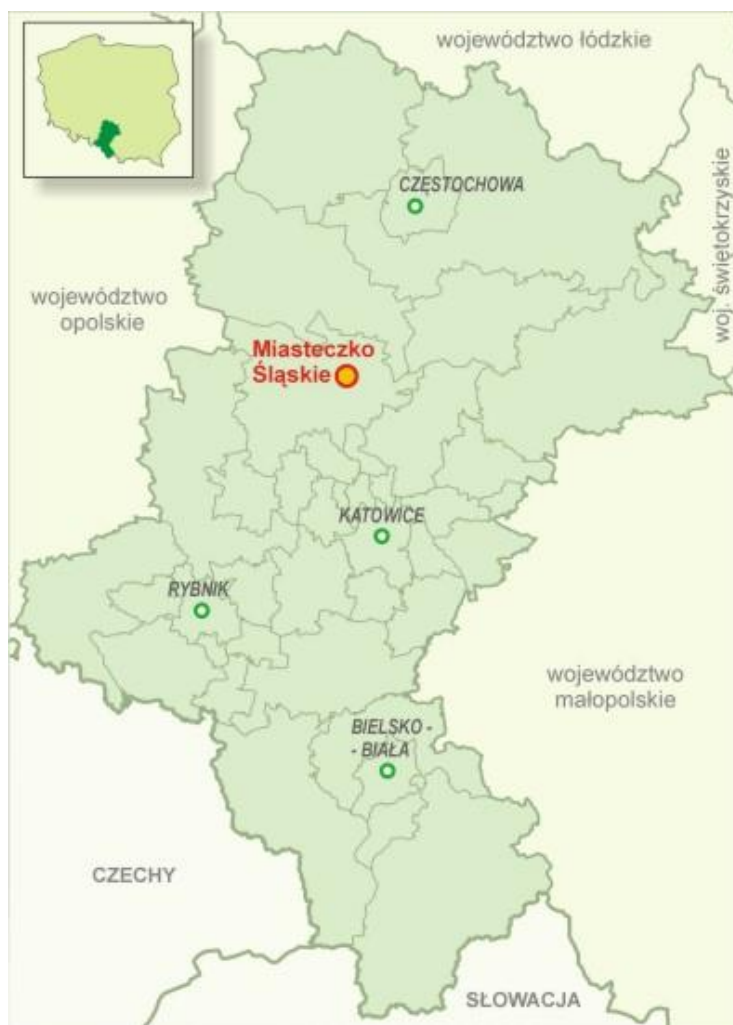 województwo łódzkie
CZĘSTOCHOWA
woj. świętokrzyskie
województwo
opolskie
Miasteczko
Śląskie
KATOWICE
RYBNIK
województwo
małopolskie
BIELSKO -
- BIAŁA
CZECHY
SŁOWACJA